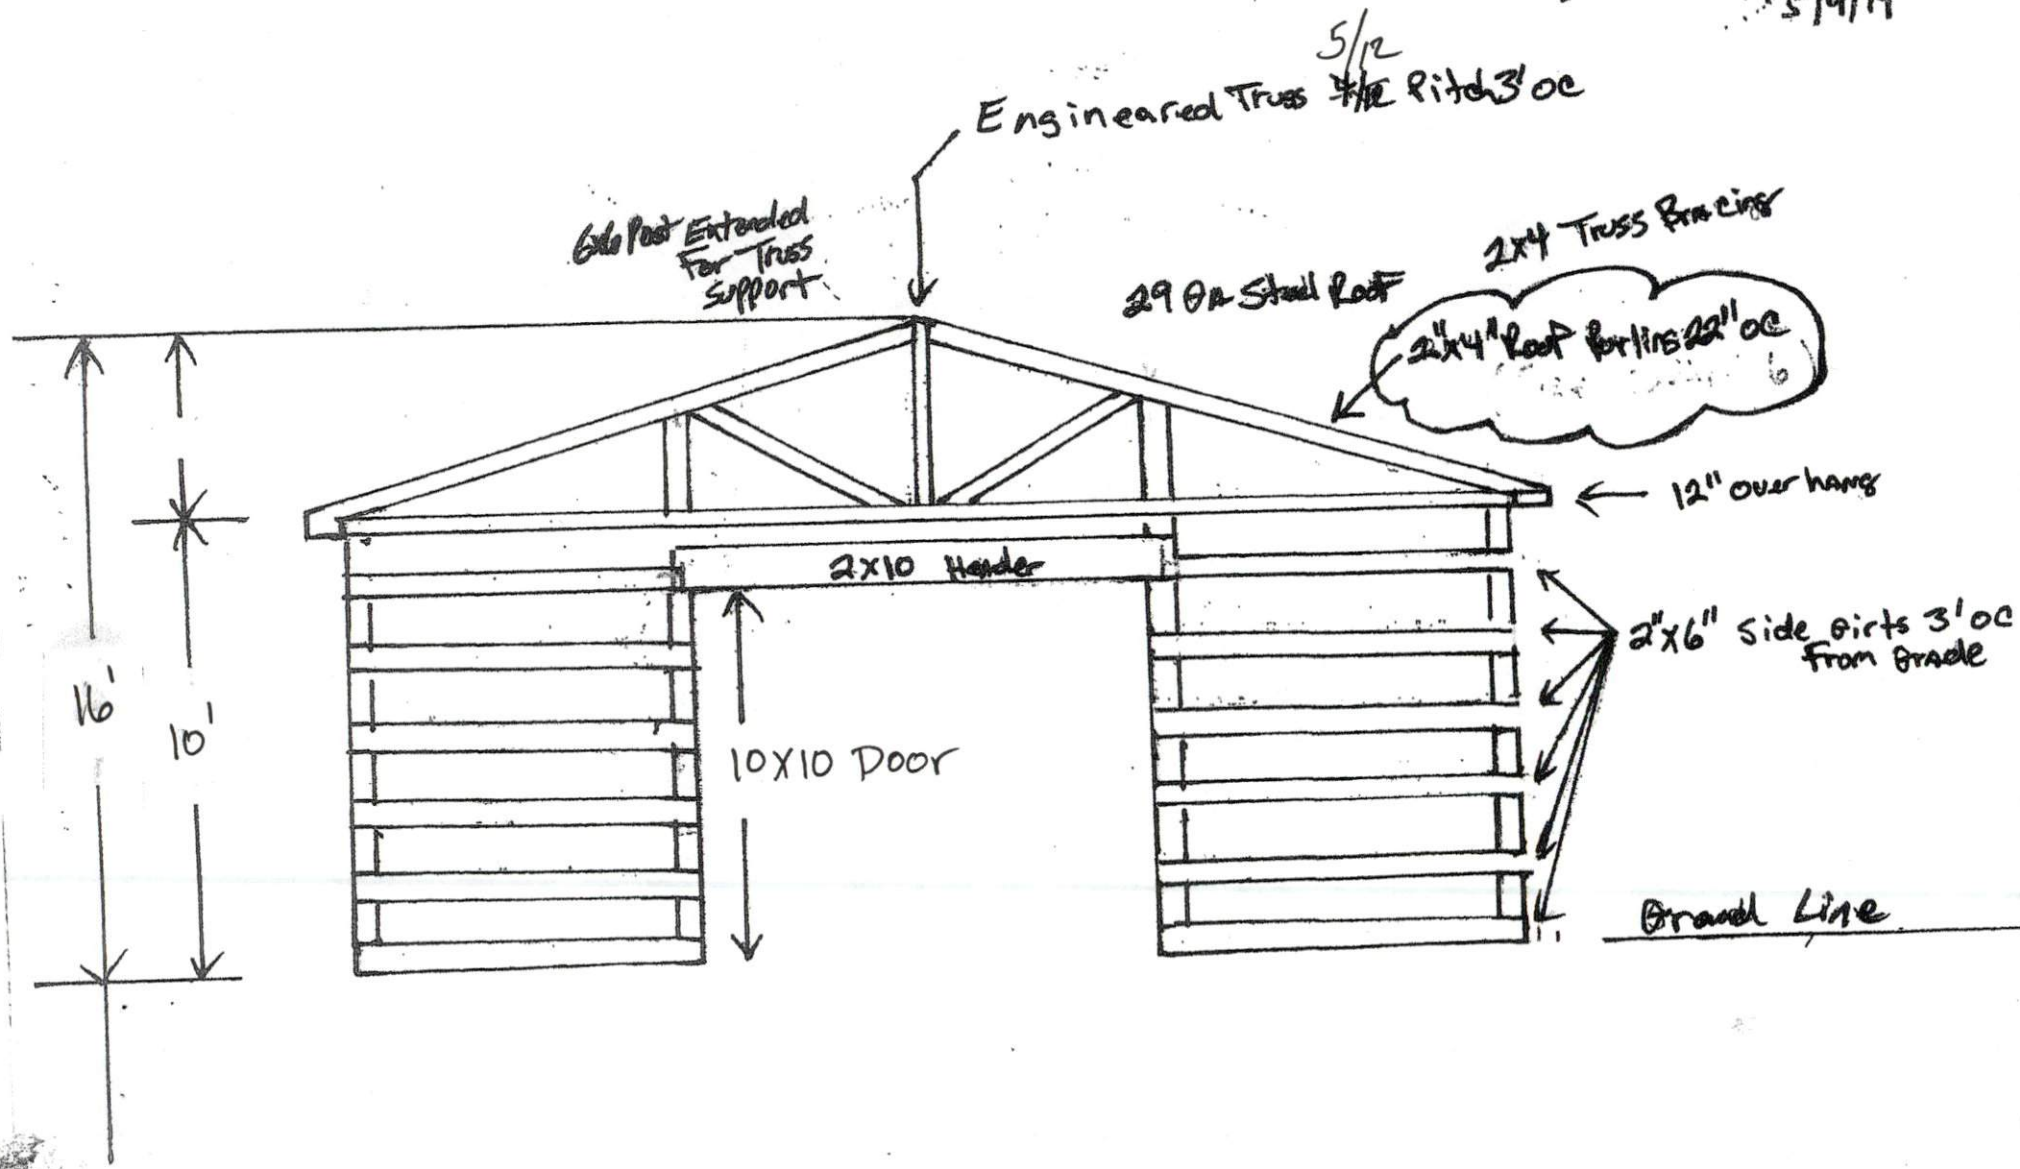 5/12
Engineared Truss Pitch 3' OC
6x6 Post Extended
For Truss
Support
2x4 Truss Bracing
29 GA Steel Roof
2"x4" Roof Purlins 22" OC
12" over hang
2x10 Header
2"x6" Side Girts 3' OC
From Grade
16'
10'
10X10 Door
Line